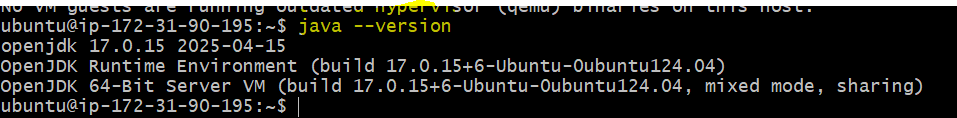 No VM guests are running outdated hypervisor (qemu) binaries on this host.
ubuntu@ip-172-31-90-195:~$ java --version
openjdk 17.0.15 2025-04-15
OpenJDK Runtime Environment (build 17.0.15+6-Ubuntu-0ubuntu124.04)
OpenJDK 64-Bit Server VM (build 17.0.15+6-Ubuntu-0ubuntu124.04, mixed mode, sharing)
ubuntu@ip-172-31-90-195:~$